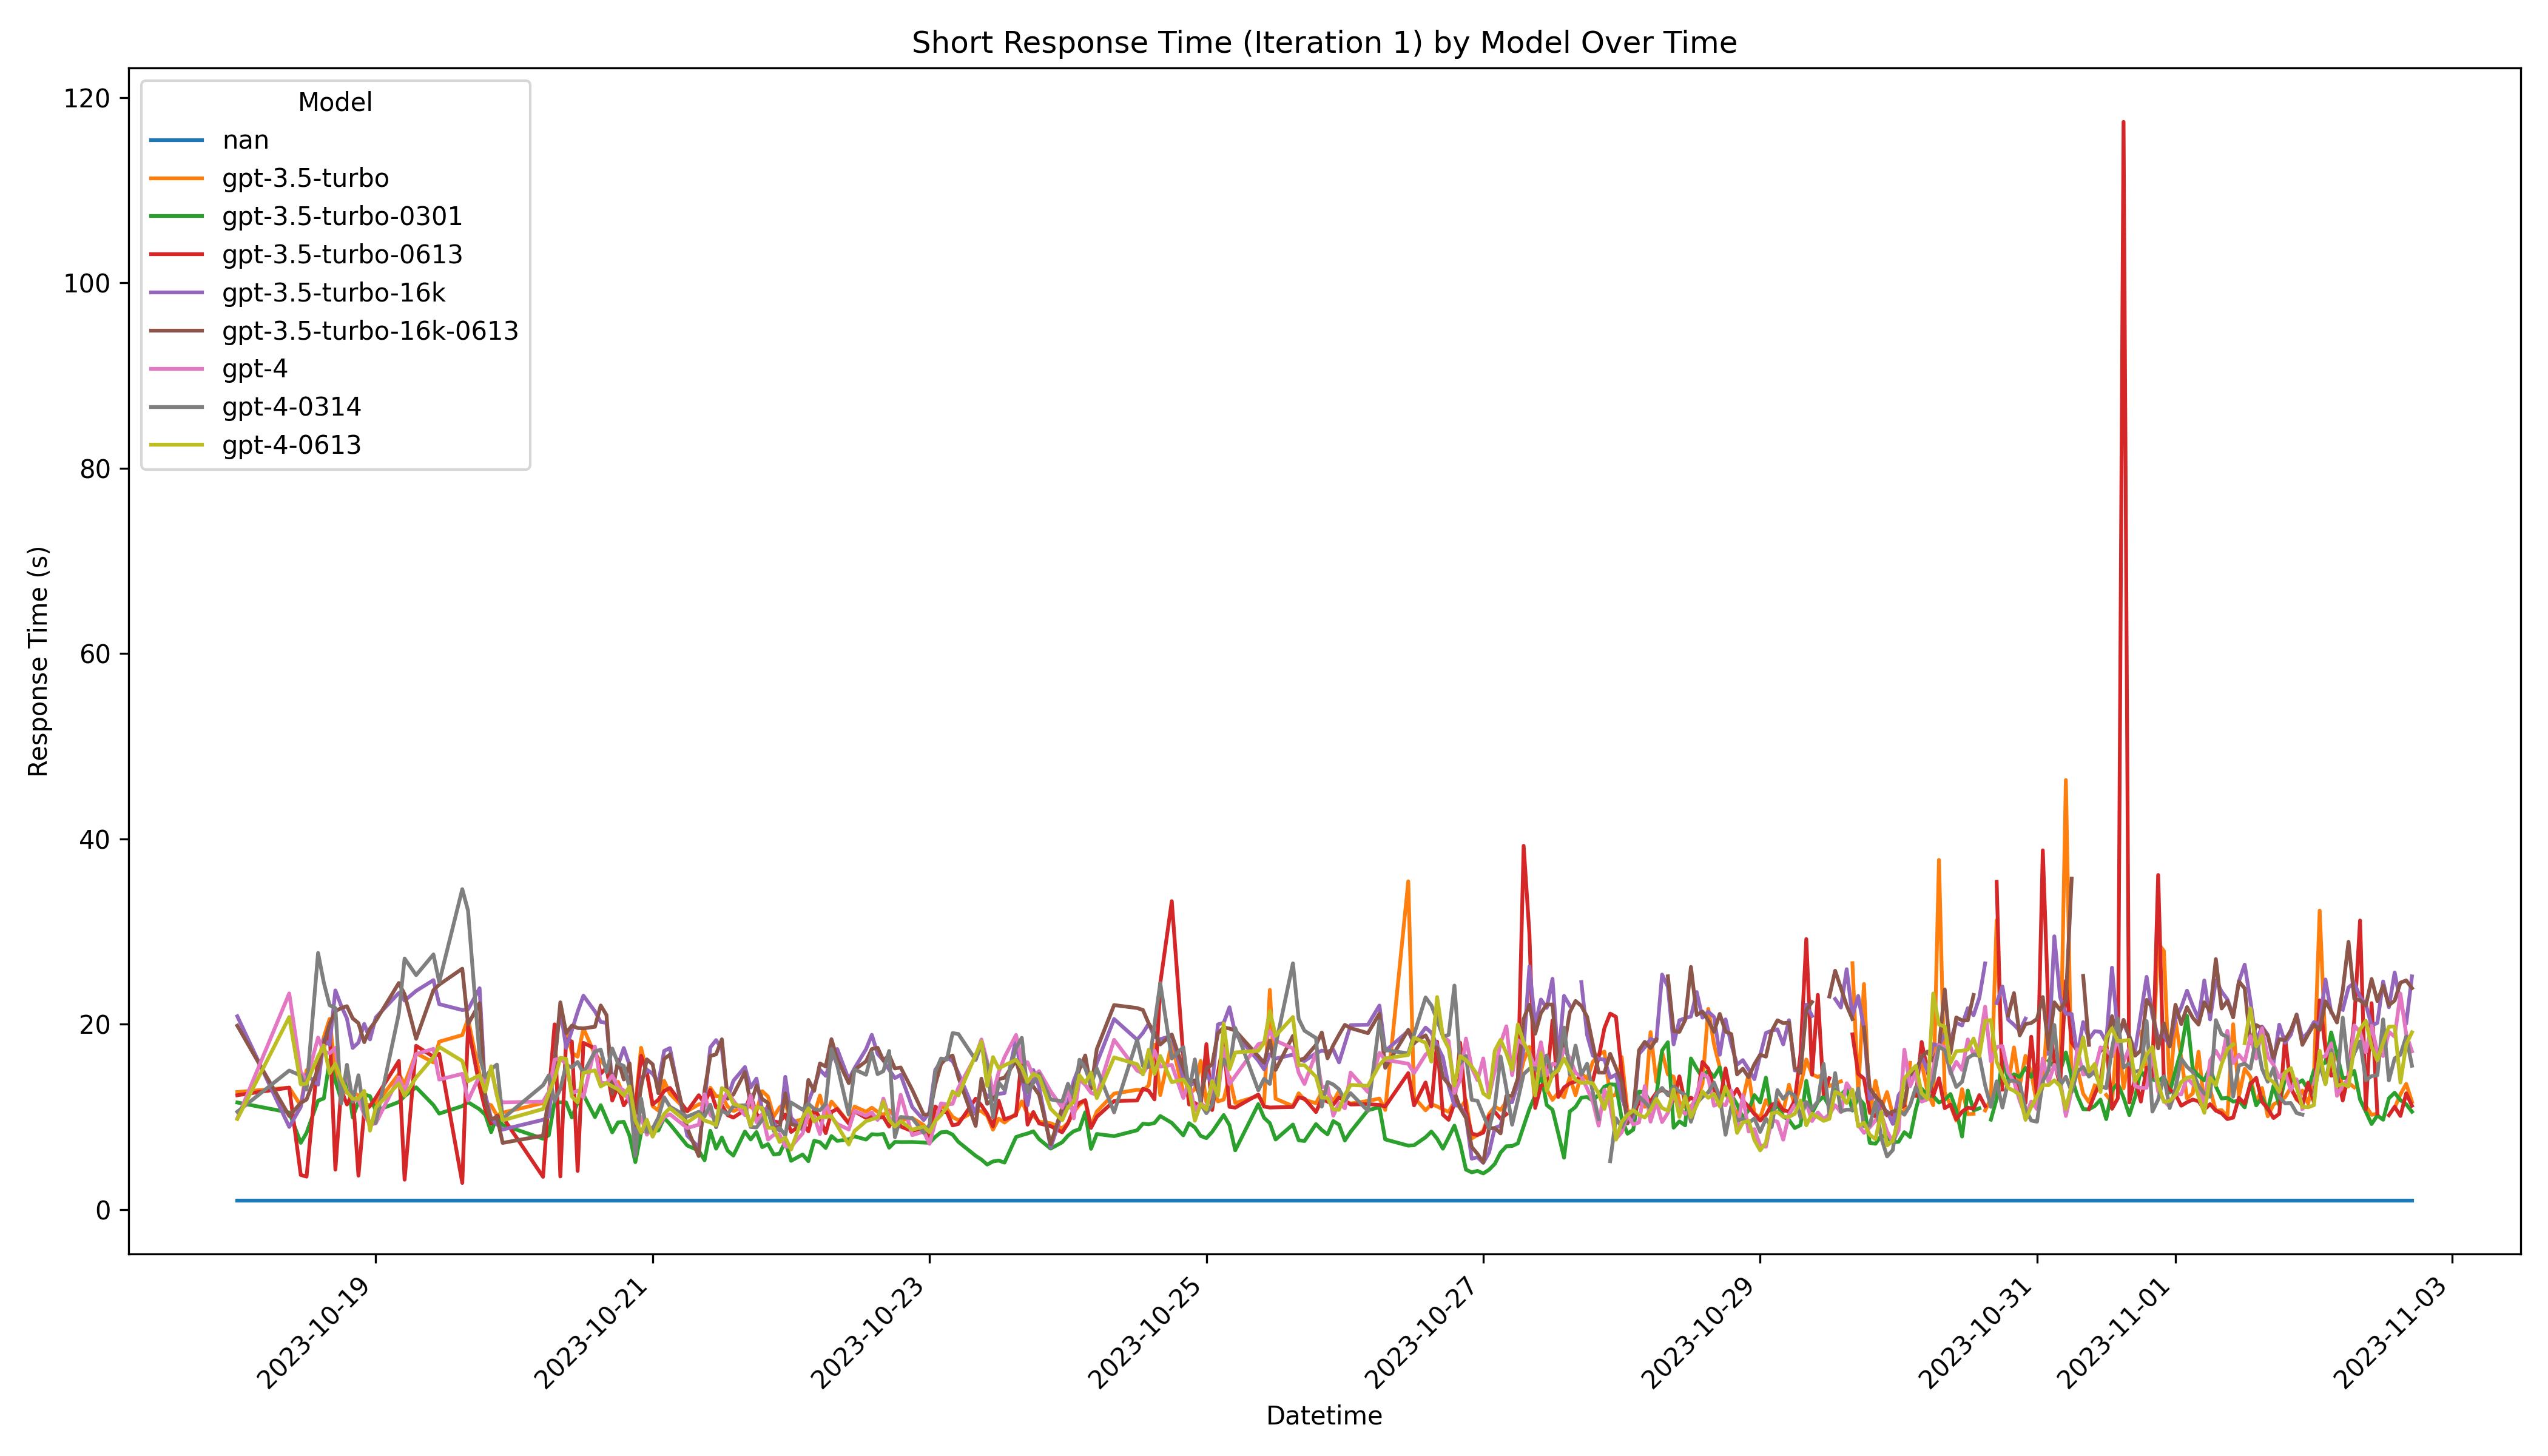 Short Response Time (Iteration 1) by Model Over Time
Model
nan
gpt-3.5-turbo
gpt-3.5-turbo-0301
gpt-3.5-turbo-0613
gpt-3.5-turbo-16k
gpt-3.5-turbo-16k-0613
gpt-4
gpt-4-0314
gpt-4-0613
Response Time (s)
120
100
80
60
40
20
0
2023-10-19
2023-10-21
2023-10-23
2023-10-25
2023-10-27
2023-10-29
2023-10-31
2023-11-01
2023-11-03
Datetime